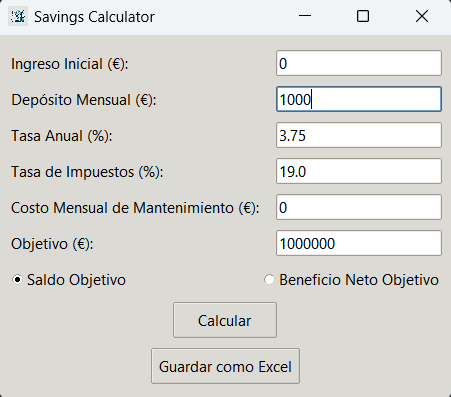 Savings Calculator
Ingreso Inicial (€): 0
Depósito Mensual (€): 1000
Tasa Anual (%): 3.75
Tasa de Impuestos (%): 19.0
Costo Mensual de Mantenimiento (€): 0
Objetivo (€): 1000000
Saldo Objetivo Beneficio Neto Objetivo
Calcular
Guardar como Excel